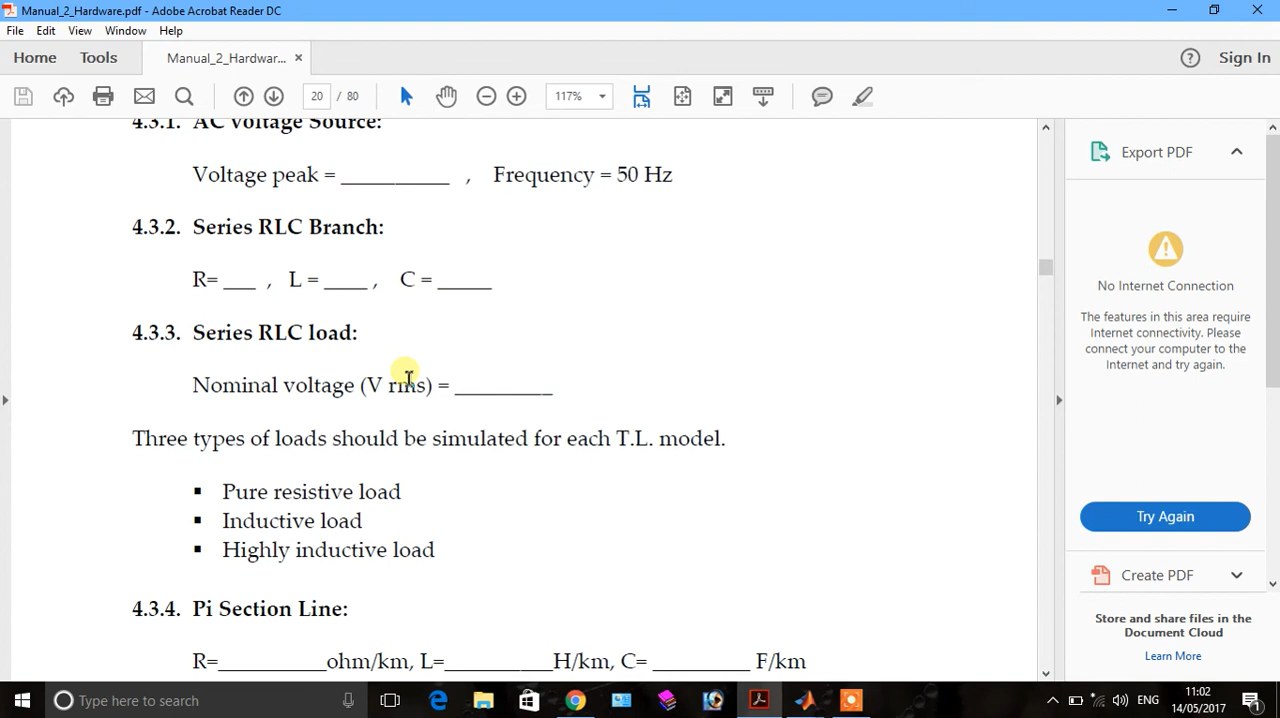 Manual_2_Hardware.pdf - Adobe Acrobat Reader DC
File Edit View Window Help
Home Tools Manual_2_Hardwar... ×
? Sign In
20 / 80 117%
4.3.1. AC Voltage Source:
Voltage peak = __________ , Frequency = 50 Hz
4.3.2. Series RLC Branch:
R= ___ , L = ____ , C = _____
4.3.3. Series RLC load:
Nominal voltage (V rms) = _________
Three types of loads should be simulated for each T.L. model.
▪ Pure resistive load
▪ Inductive load
▪ Highly inductive load
4.3.4. Pi Section Line:
R=__________ohm/km, L=__________H/km, C= _________ F/km
Export PDF
No Internet Connection
The features in this area require
Internet connectivity. Please
connect your computer to the
Internet and try again.
Try Again
Create PDF
Store and share files in the
Document Cloud
Learn More
Type here to search
ENG
11:02
14/05/2017
1